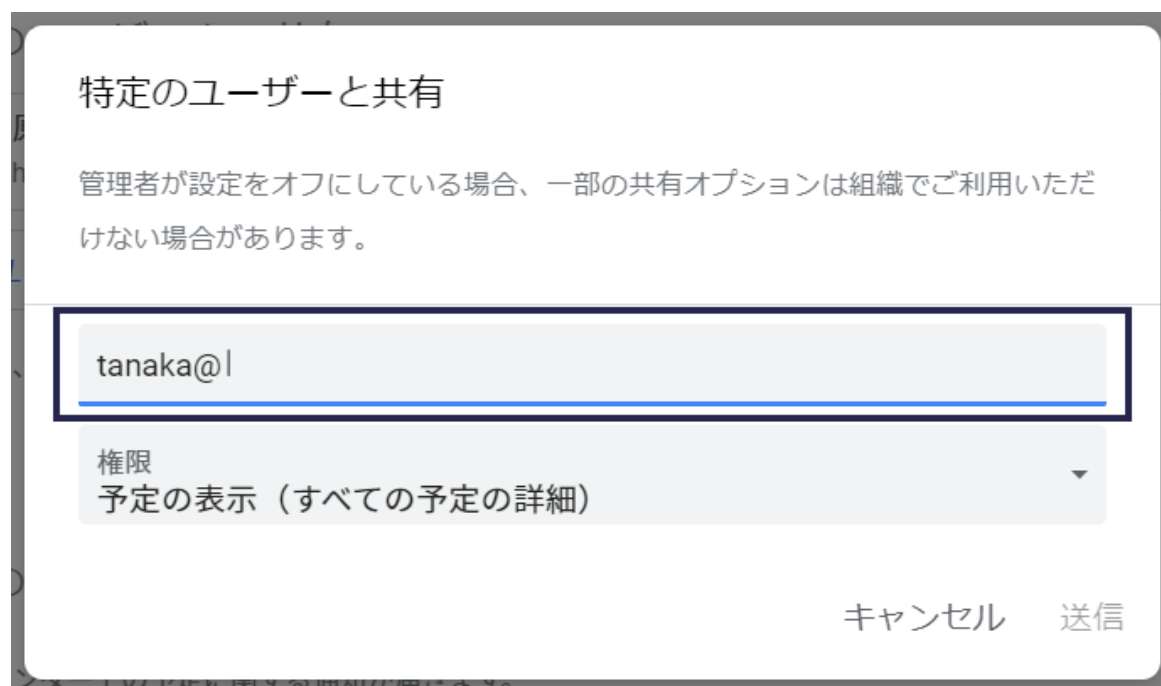 特定のユーザーと共有
管理者が設定をオフにしている場合、一部の共有オプションは組織でご利用いただ
けない場合があります。
tanaka@
権限
予定の表示（すべての予定の詳細）
キャンセル 送信